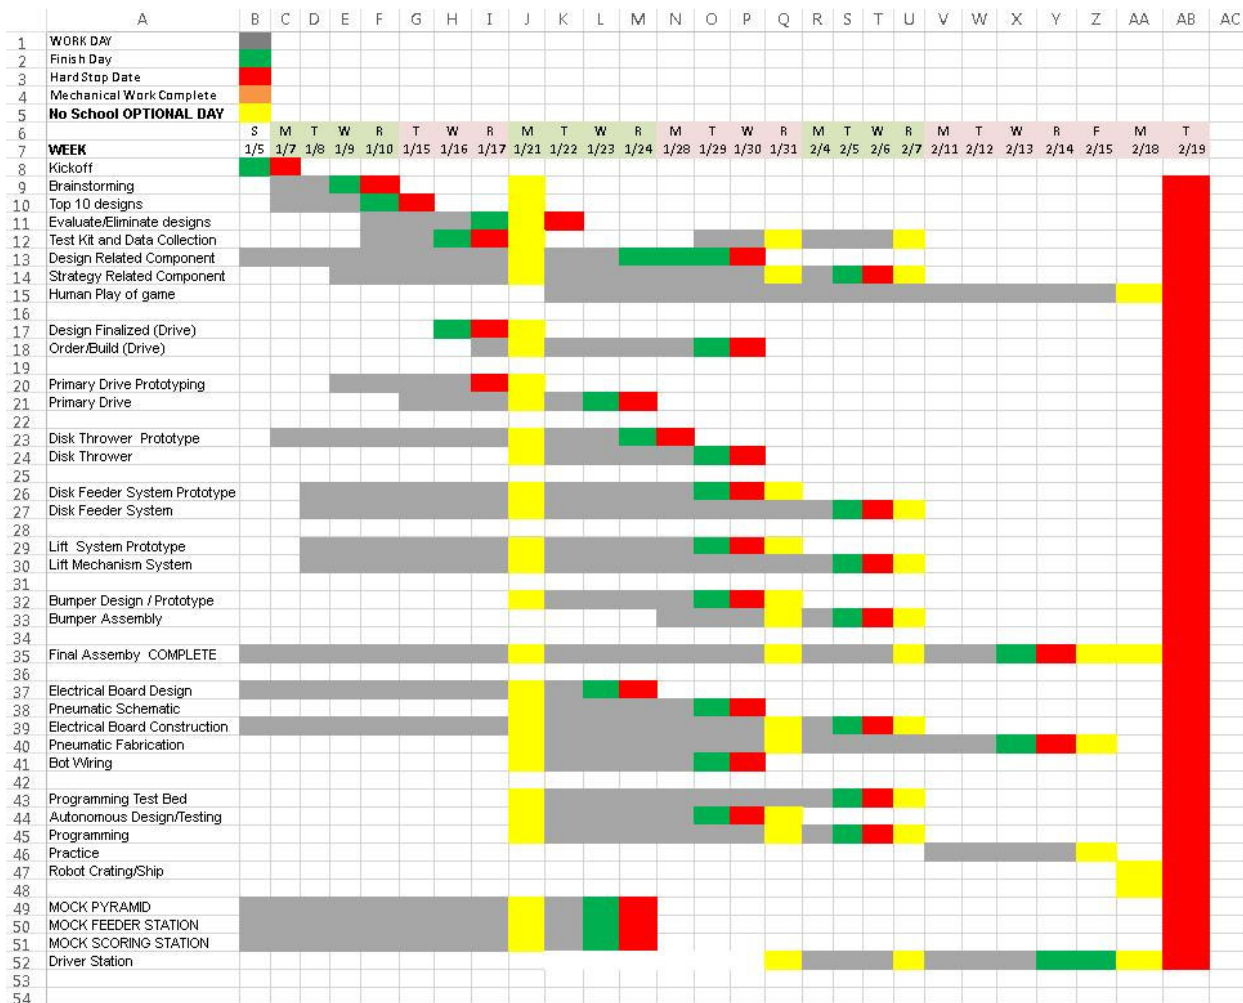 A B C D E F G H I J K L M N O P Q R S T U V W X Y Z AA AB AC
1 WORK DAY
2 Finish Day
3 Hard Stop Date
4 Mechanical Work Complete
5 No School OPTIONAL DAY
6 S M T W R T W R M T W R M T W R M T W R M T W R F M T
7 WEEK 1/5 1/7 1/8 1/9 1/10 1/15 1/16 1/17 1/21 1/22 1/23 1/24 1/28 1/29 1/30 1/31 2/4 2/5 2/6 2/7 2/11 2/12 2/13 2/14 2/15 2/18 2/19
8 Kickoff
9 Brainstorming
10 Top 10 designs
11 Evaluate/Eliminate designs
12 Test Kit and Data Collection
13 Design Related Component
14 Strategy Related Component
15 Human Play of game
16
17 Design Finalized (Drive)
18 Order/Build (Drive)
19
20 Primary Drive Prototyping
21 Primary Drive
22
23 Disk Thrower Prototype
24 Disk Thrower
25
26 Disk Feeder System Prototype
27 Disk Feeder System
28
29 Lift System Prototype
30 Lift Mechanism System
31
32 Bumper Design / Prototype
33 Bumper Assembly
34
35 Final Assemby COMPLETE
36
37 Electrical Board Design
38 Pneumatic Schematic
39 Electrical Board Construction
40 Pneumatic Fabrication
41 Bot Wiring
42
43 Programming Test Bed
44 Autonomous Design/Testing
45 Programming
46 Practice
47 Robot Crating/Ship
48
49 MOCK PYRAMID
50 MOCK FEEDER STATION
51 MOCK SCORING STATION
52 Driver Station
53
54